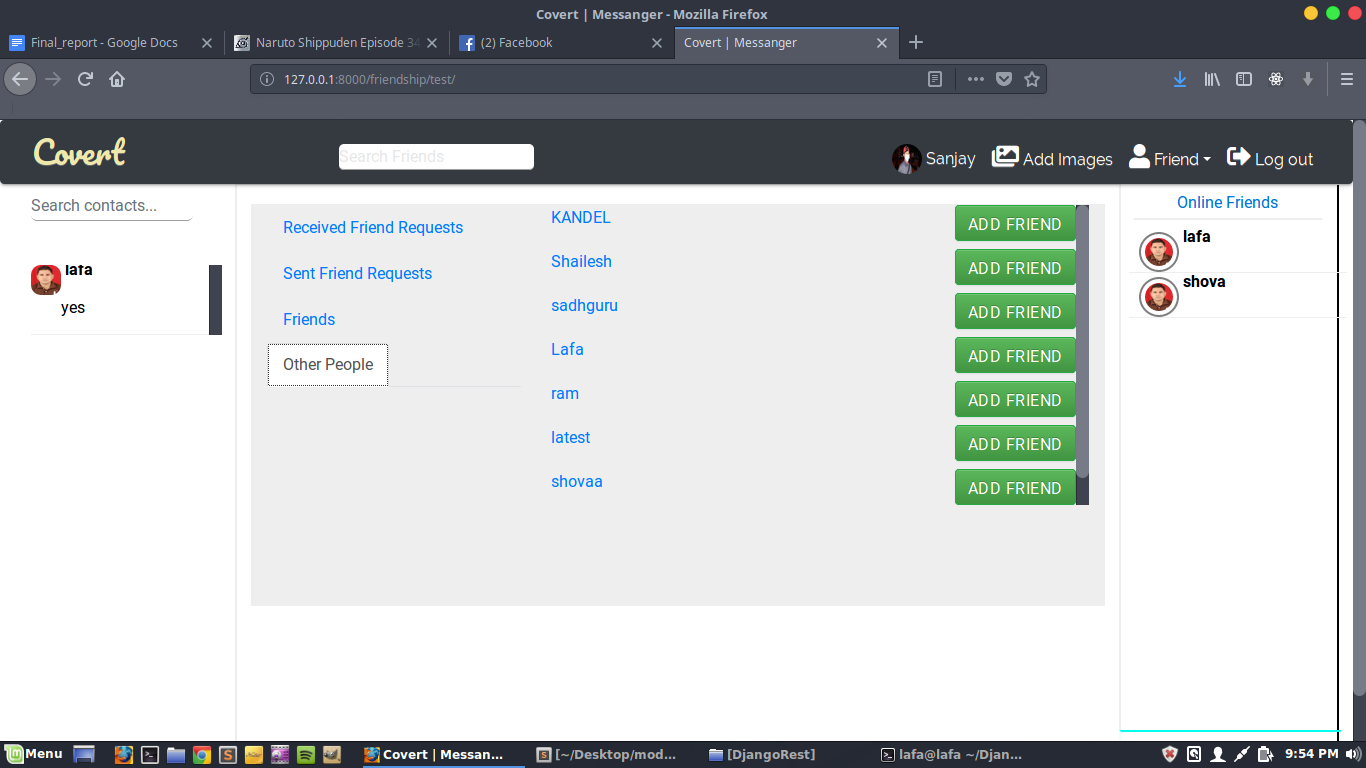 Covert | Messanger - Mozilla Firefox
Final_report - Google Docs
Naruto Shippuden Episode 34
(2) Facebook
Covert | Messanger
127.0.0.1:8000/friendship/test/
Covert
Search Friends
Sanjay
Add Images
Friend
Log out
Search contacts...
lafa
yes
Received Friend Requests
Sent Friend Requests
Friends
Other People
KANDEL
ADD FRIEND
Shailesh
ADD FRIEND
sadhguru
ADD FRIEND
Lafa
ADD FRIEND
ram
ADD FRIEND
latest
ADD FRIEND
shovaa
ADD FRIEND
Online Friends
lafa
shova
Menu
Covert | Messan...
[~/Desktop/mod...
[DjangoRest]
lafa@lafa ~/Djan...
9:54 PM